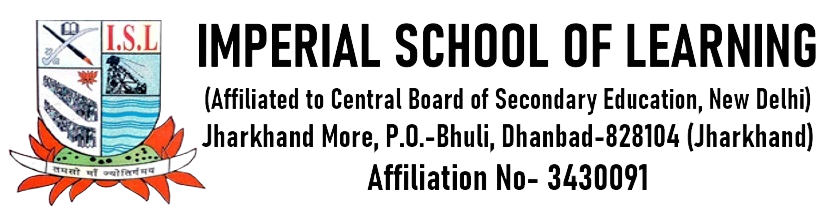 I.S.L
तमसो माँ ज्योतिर्गमय
IMPERIAL SCHOOL OF LEARNING
(Affiliated to Central Board of Secondary Education, New Delhi)
Jharkhand More, P.O.-Bhuli, Dhanbad-828104 (Jharkhand)
Affiliation No- 3430091